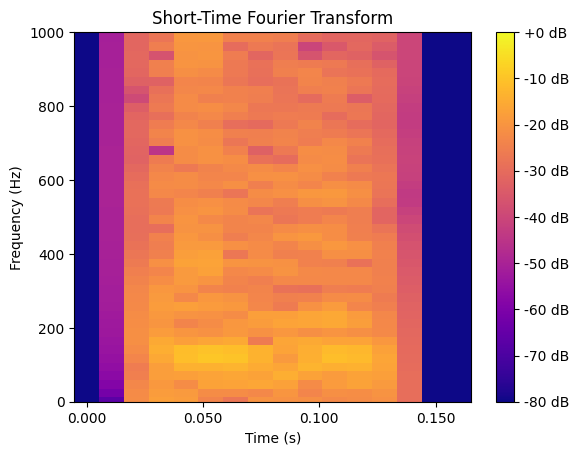 Short-Time Fourier Transform
1000
800
600
400
200
0
Frequency (Hz)
0.000
0.050
0.100
0.150
Time (s)
+0 dB
-10 dB
-20 dB
-30 dB
-40 dB
-50 dB
-60 dB
-70 dB
-80 dB